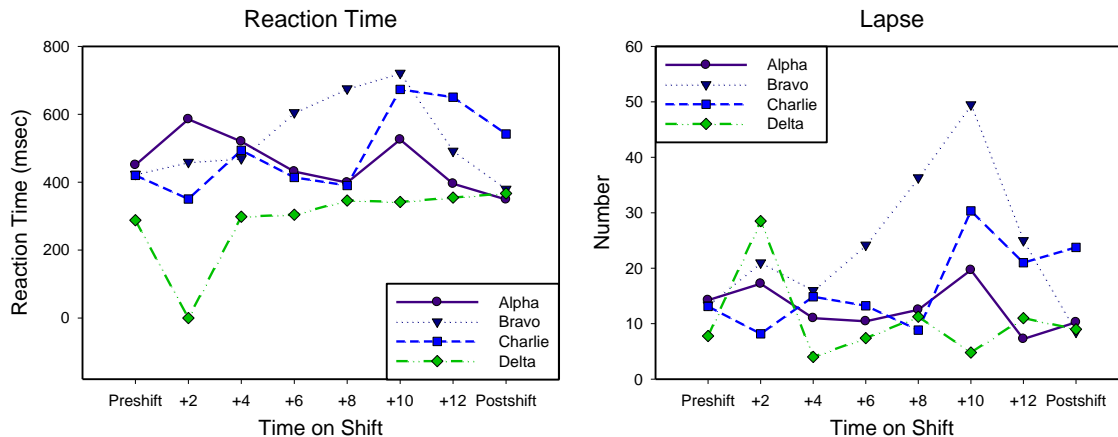 Reaction Time
Reaction Time (msec)
800
600
400
200
0
Alpha
Bravo
Charlie
Delta
Preshift +2 +4 +6 +8 +10 +12 Postshift
Time on Shift
Lapse
Number
60
50
40
30
20
10
0
Alpha
Bravo
Charlie
Delta
Preshift +2 +4 +6 +8 +10 +12 Postshift
Time on Shift